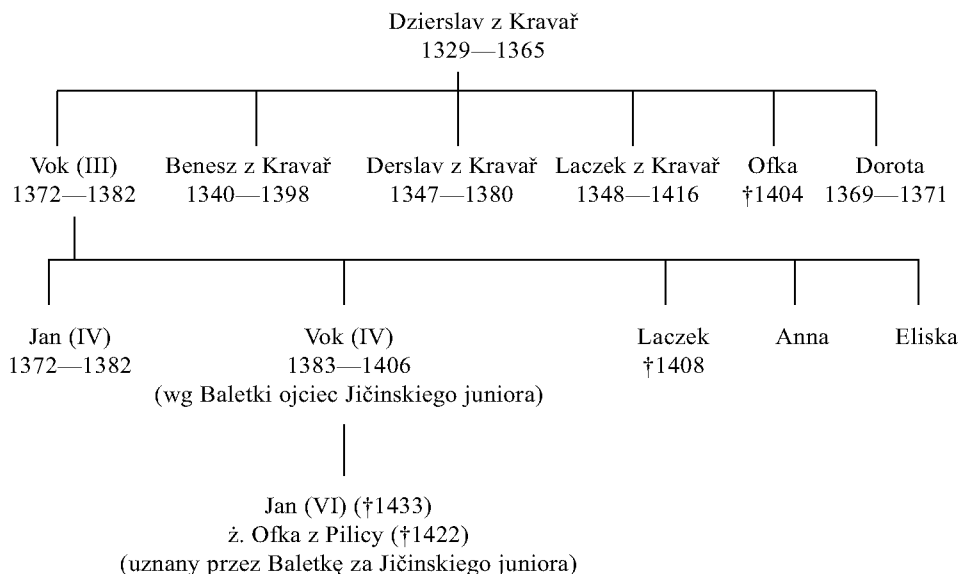 Dzierslav z Kravař
1329—1365
Vok (III)
1372—1382
Benesz z Kravař
1340—1398
Derslav z Kravař
1347—1380
Laczek z Kravař
1348—1416
Ofka
†1404
Dorota
1369—1371
Jan (IV)
1372—1382
Vok (IV)
1383—1406
(wg Baletki ojciec Jičinskiego juniora)
Laczek
†1408
Anna
Eliska
Jan (VI) (†1433)
ż. Ofka z Pilicy (†1422)
(uznany przez Baletkę za Jičinskiego juniora)